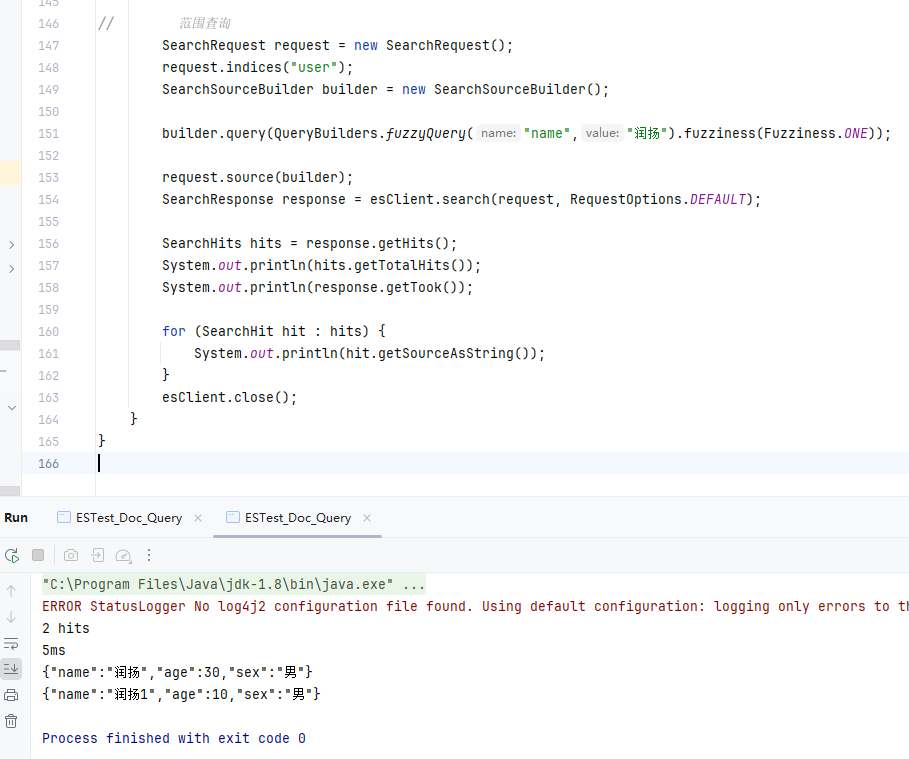 145
146 // 范围查询
147 SearchRequest request = new SearchRequest();
148 request.indices("user");
149 SearchSourceBuilder builder = new SearchSourceBuilder();
150
151 builder.query(QueryBuilders.fuzzyQuery( name: "name", value: "润扬").fuzziness(Fuzziness.ONE));
152
153 request.source(builder);
154 SearchResponse response = esClient.search(request, RequestOptions.DEFAULT);
155
156 SearchHits hits = response.getHits();
157 System.out.println(hits.getTotalHits());
158 System.out.println(response.getTook());
159
160 for (SearchHit hit : hits) {
161 System.out.println(hit.getSourceAsString());
162 }
163 esClient.close();
164 }
165 }
166
Run ESTest_Doc_Query × ESTest_Doc_Query ×
"C:\Program Files\Java\jdk-1.8\bin\java.exe" ...
ERROR StatusLogger No log4j2 configuration file found. Using default configuration: logging only errors to th
2 hits
5ms
{"name":"润扬","age":30,"sex":"男"}
{"name":"润扬1","age":10,"sex":"男"}
Process finished with exit code 0